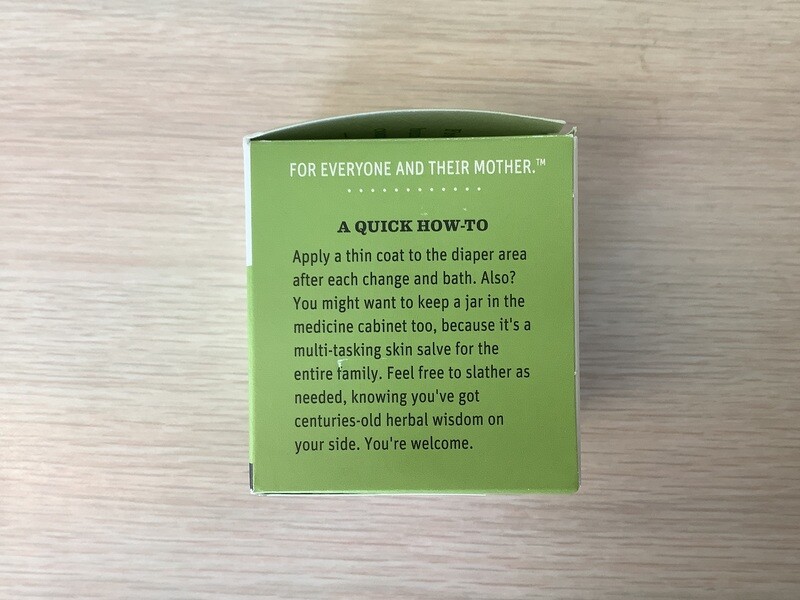 FOR EVERYONE AND THEIR MOTHER.™
A QUICK HOW-TO
Apply a thin coat to the diaper area
after each change and bath. Also?
You might want to keep a jar in the
medicine cabinet too, because it's a
multi-tasking skin salve for the
entire family. Feel free to slather as
needed, knowing you've got
centuries-old herbal wisdom on
your side. You're welcome.